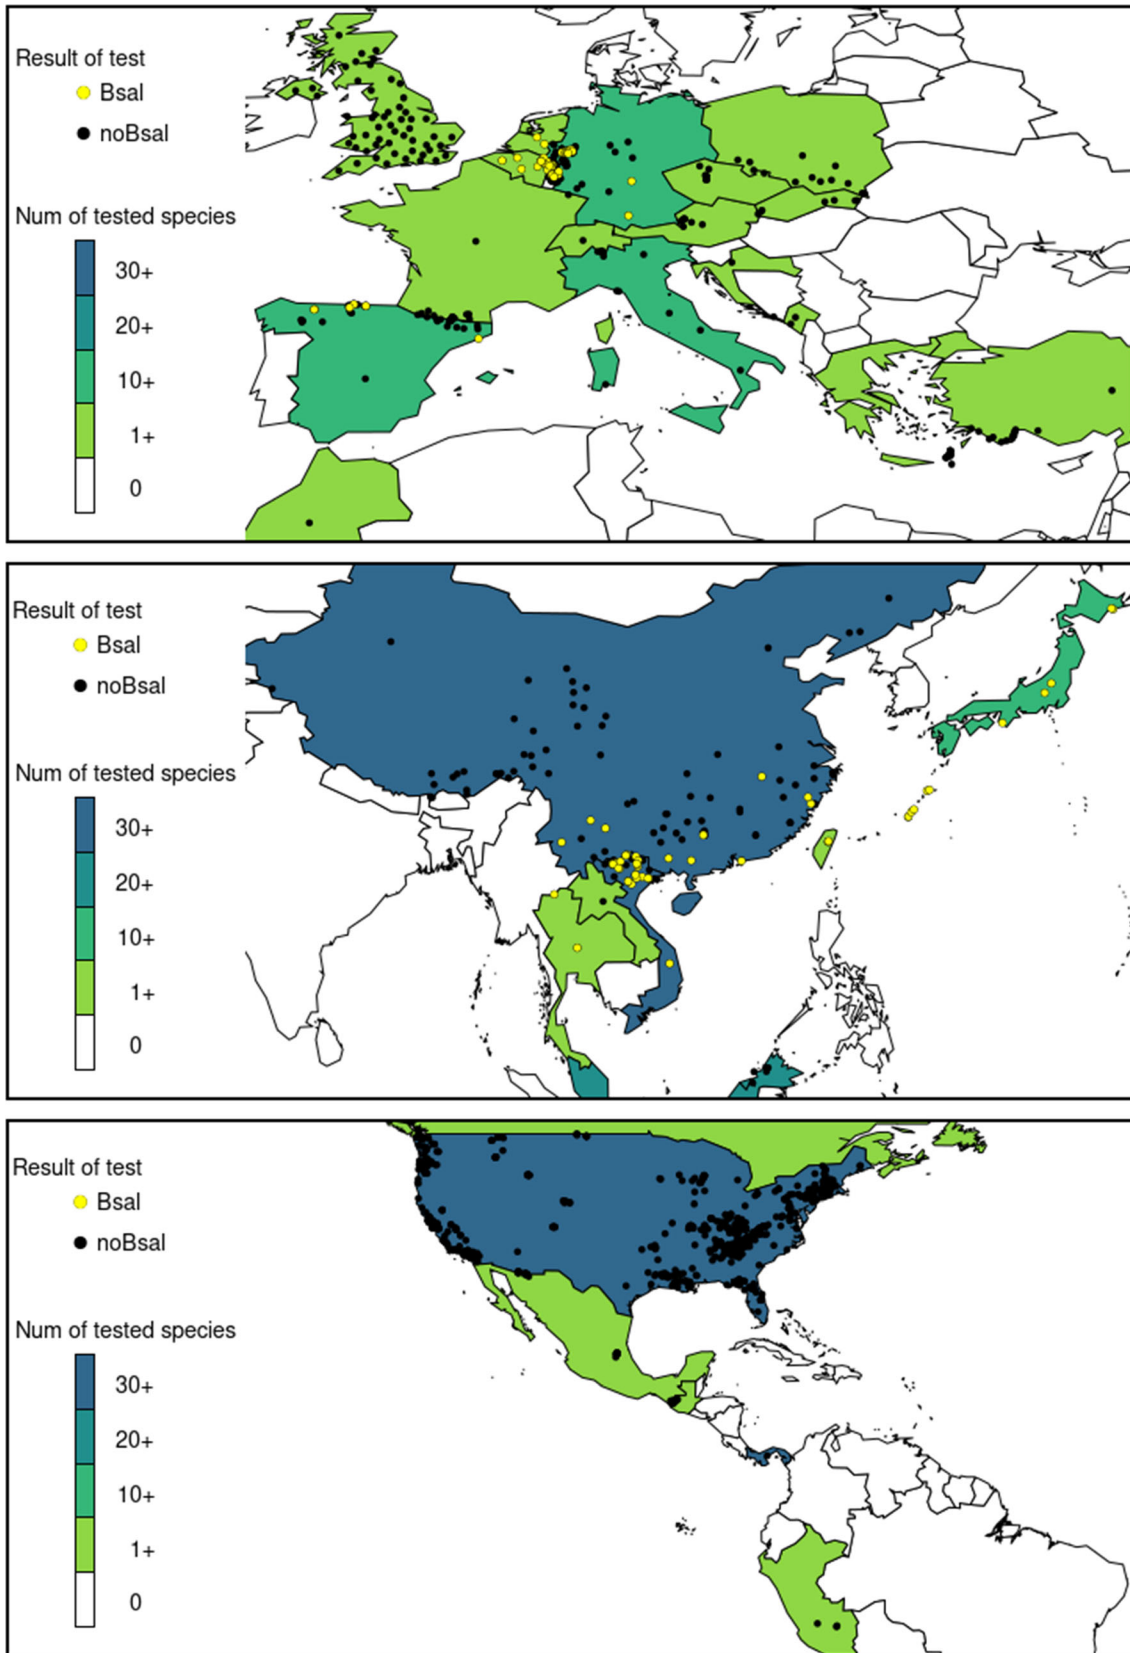 Result of test
Bsal
noBsal
Num of tested species
30+
20+
10+
1+
0
Result of test
Bsal
noBsal
Num of tested species
30+
20+
10+
1+
0
Result of test
Bsal
noBsal
Num of tested species
30+
20+
10+
1+
0